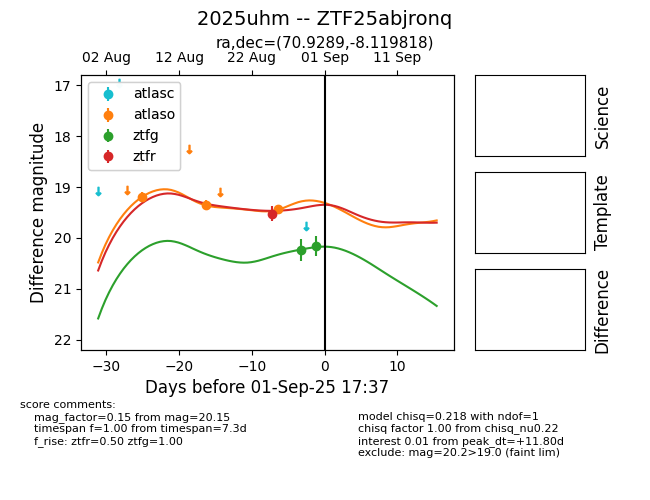 2025uhm -- ZTF25abjronq
ra,dec=(70.9289,-8.119818)
02 Aug 12 Aug 22 Aug 01 Sep 11 Sep
17
18
19
20
21
22
Difference magnitude
atlasc
atlaso
ztfg
ztfr
−30 −20 −10 0 10
Days before 01-Sep-25 17:37
Science
Template
Difference
score comments:
mag_factor=0.15 from mag=20.15
timespan f=1.00 from timespan=7.3d
f_rise: ztfr=0.50 ztfg=1.00
model chisq=0.218 with ndof=1
chisq factor 1.00 from chisq_nu0.22
interest 0.01 from peak_dt=+11.80d
exclude: mag=20.2>19.0 (faint lim)